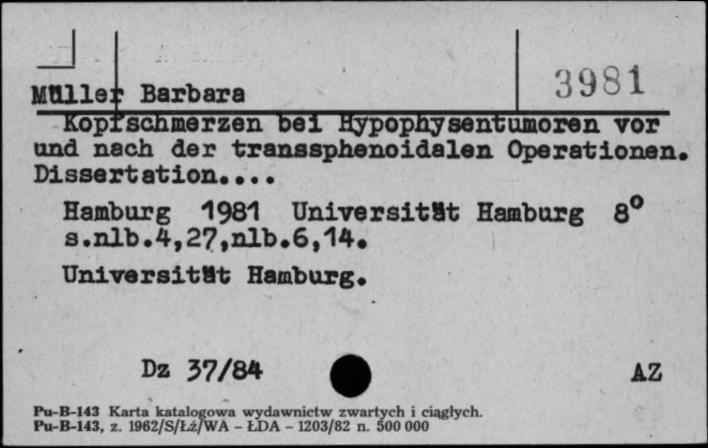 3981
Müller Barbara
Kopfschmerzen bei Hypophysentumoren vor
und nach der transsphenoidalen Operationen.
Dissertation....
Hamburg 1981 Universität Hamburg 8°
s.nlb.4,27,nlb.6,14.
Universität Hamburg.
Dz 37/84 AZ
Pu-B-143 Karta katalogowa wydawnictw zwartych i ciągłych.
Pu-B-143, z. 1962/S/Łż/WA – ŁDA – 1203/82 n. 500 000